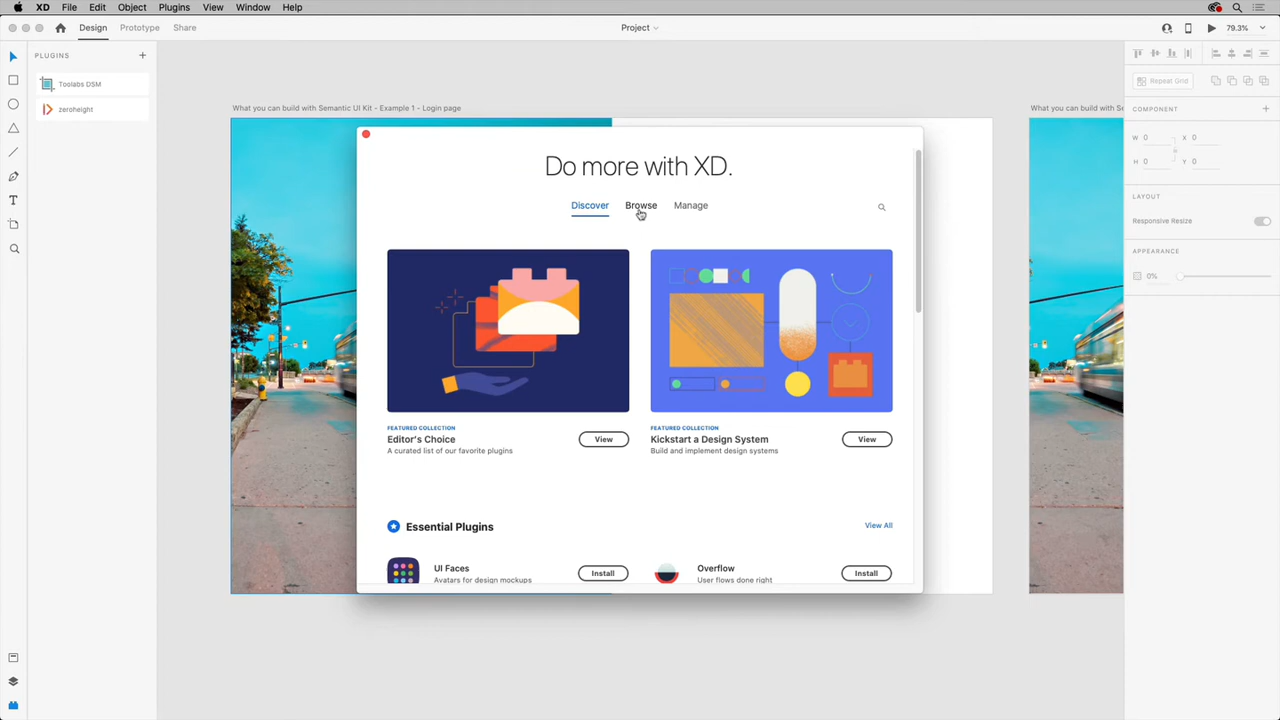 XD File Edit Object Plugins View Window Help
Design Prototype Share Project 79.3%
PLUGINS
Toolabs DSM
zeroheight
What you can build with Semantic UI Kit - Example 1 - Login page
What you can build with Se
Do more with XD.
Discover Browse Manage
FEATURED COLLECTION
Editor's Choice
A curated list of our favorite plugins
View
FEATURED COLLECTION
Kickstart a Design System
Build and implement design systems
View
Essential Plugins
View All
UI Faces
Avatars for design mockups
Install
Overflow
User flows done right
Install
Repeat Grid
COMPONENT
W 0 X 0
H 0 Y 0
LAYOUT
Responsive Resize
APPEARANCE
0%